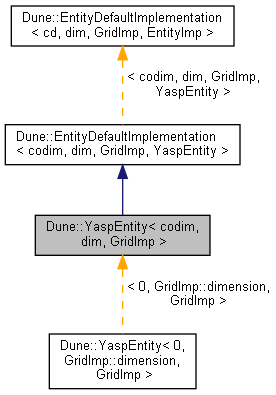 Dune::EntityDefaultImplementation
< cd, dim, GridImp, EntityImp >
< codim, dim, GridImp,
YaspEntity >
Dune::EntityDefaultImplementation
< codim, dim, GridImp, YaspEntity >
Dune::YaspEntity< codim,
dim, GridImp >
< 0, GridImp::dimension,
GridImp >
Dune::YaspEntity< 0,
GridImp::dimension,
GridImp >